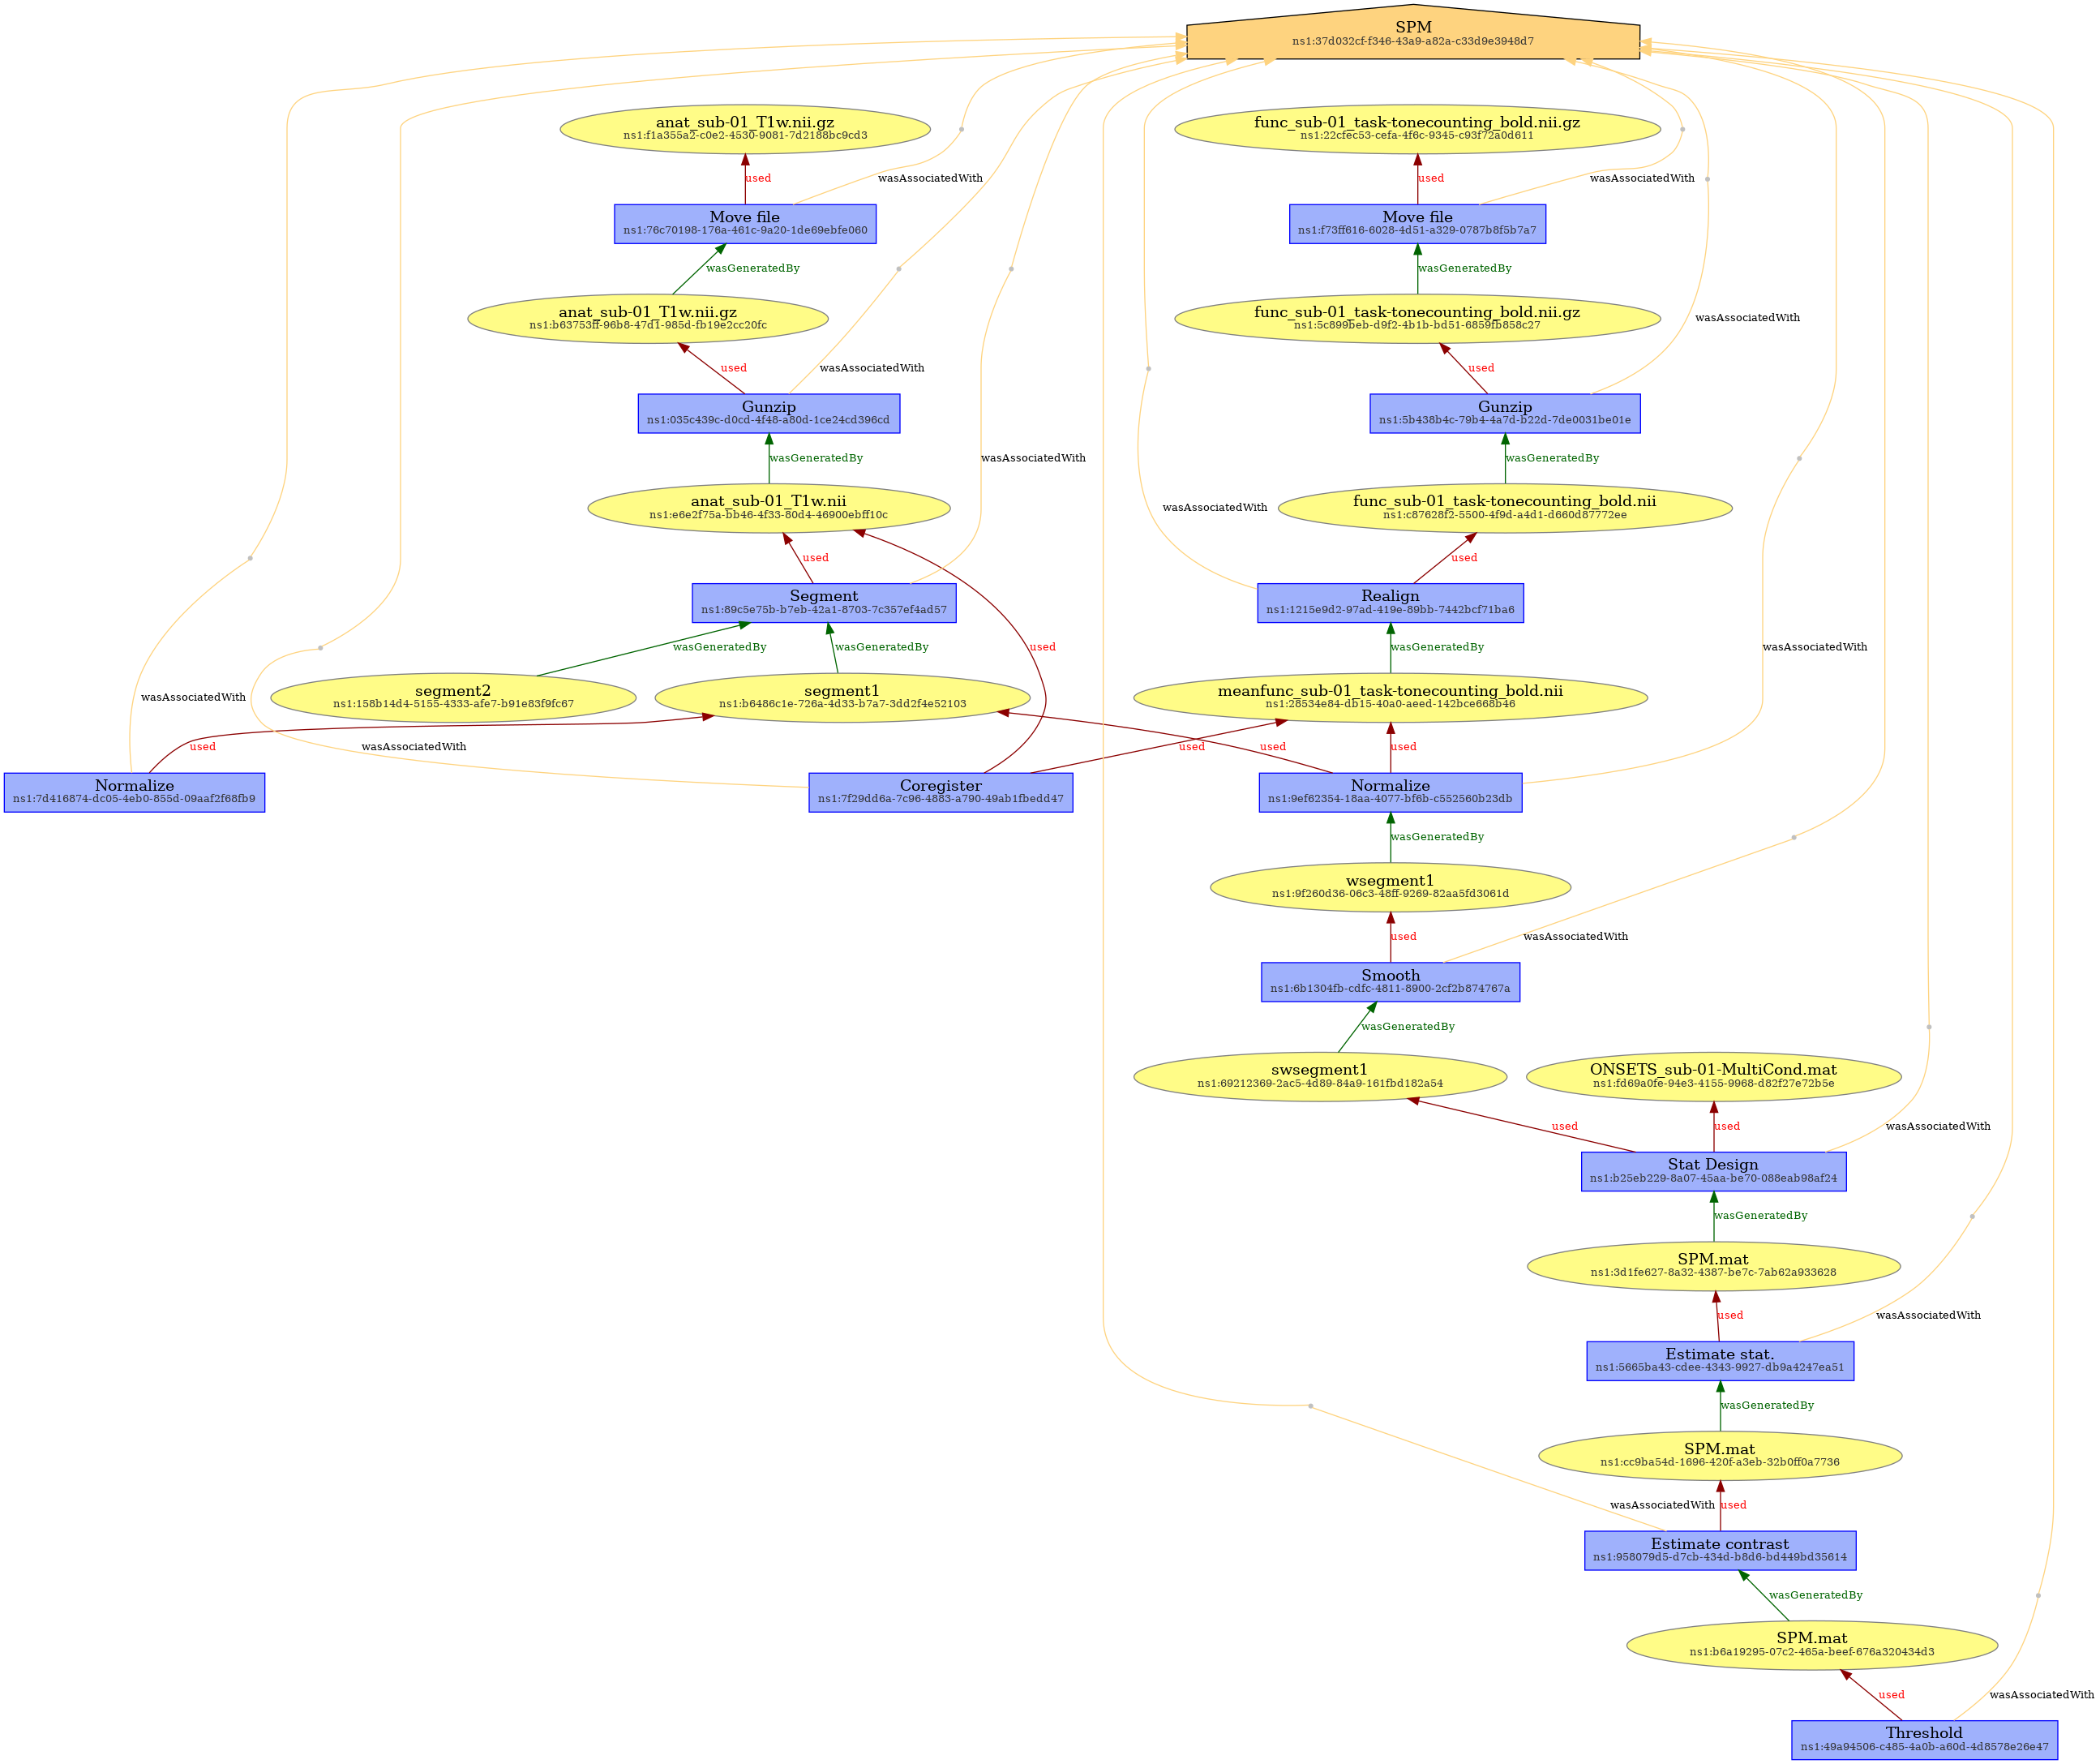 SPM
ns1:37d032cf-f346-43a9-a82a-c33d9e3948d7
anat_sub-01_T1w.nii.gz
ns1:f1a355a2-c0e2-4530-9081-7d2188bc9cd3
func_sub-01_task-tonecounting_bold.nii.gz
ns1:22cfec53-cefa-4f6c-9345-c93f72a0d611
used
wasAssociatedWith
used
wasAssociatedWith
Move file
ns1:76c70198-176a-461c-9a20-1de69ebfe060
Move file
ns1:f73ff616-6028-4d51-a329-0787b8f5b7a7
wasGeneratedBy
wasGeneratedBy
anat_sub-01_T1w.nii.gz
ns1:b63753ff-96b8-47d1-985d-fb19e2cc20fc
func_sub-01_task-tonecounting_bold.nii.gz
ns1:5c899beb-d9f2-4b1b-bd51-6859fb858c27
wasAssociatedWith
used
wasAssociatedWith
used
Gunzip
ns1:035c439c-d0cd-4f48-a80d-1ce24cd396cd
Gunzip
ns1:5b438b4c-79b4-4a7d-b22d-7de0031be01e
wasGeneratedBy
wasAssociatedWith
wasGeneratedBy
anat_sub-01_T1w.nii
ns1:e6e2f75a-bb46-4f33-80d4-46900ebff10c
wasAssociatedWith
func_sub-01_task-tonecounting_bold.nii
ns1:c87628f2-5500-4f9d-a4d1-d660d87772ee
used
used
Segment
ns1:89c5e75b-b7eb-42a1-8703-7c357ef4ad57
Realign
ns1:1215e9d2-97ad-419e-89bb-7442bcf71ba6
wasGeneratedBy
wasGeneratedBy
used
wasGeneratedBy
wasAssociatedWith
wasAssociatedWith
segment2
ns1:158b14d4-5155-4333-afe7-b91e83f9fc67
segment1
ns1:b6486c1e-726a-4d33-b7a7-3dd2f4e52103
meanfunc_sub-01_task-tonecounting_bold.nii
ns1:28534e84-db15-40a0-aeed-142bce668b46
used
wasAssociatedWith
used
used
used
Normalize
ns1:7d416874-dc05-4eb0-855d-09aaf2f68fb9
Coregister
ns1:7f29dd6a-7c96-4883-a790-49ab1fbedd47
Normalize
ns1:9ef62354-18aa-4077-bf6b-c552560b23db
wasGeneratedBy
wsegment1
ns1:9f260d36-06c3-48ff-9269-82aa5fd3061d
used
wasAssociatedWith
Smooth
ns1:6b1304fb-cdfc-4811-8900-2cf2b874767a
wasGeneratedBy
swsegment1
ns1:69212369-2ac5-4d89-84a9-161fbd182a54
ONSETS_sub-01-MultiCond.mat
ns1:fd69a0fe-94e3-4155-9968-d82f27e72b5e
used
used
wasAssociatedWith
Stat Design
ns1:b25eb229-8a07-45aa-be70-088eab98af24
wasGeneratedBy
SPM.mat
ns1:3d1fe627-8a32-4387-be7c-7ab62a933628
used
wasAssociatedWith
Estimate stat.
ns1:5665ba43-cdee-4343-9927-db9a4247ea51
wasGeneratedBy
SPM.mat
ns1:cc9ba54d-1696-420f-a3eb-32b0ff0a7736
wasAssociatedWith
used
Estimate contrast
ns1:958079d5-d7cb-434d-b8d6-bd449bd35614
wasGeneratedBy
SPM.mat
ns1:b6a19295-07c2-465a-beef-676a320434d3
used
wasAssociatedWith
Threshold
ns1:49a94506-c485-4a0b-a60d-4d8578e26e47